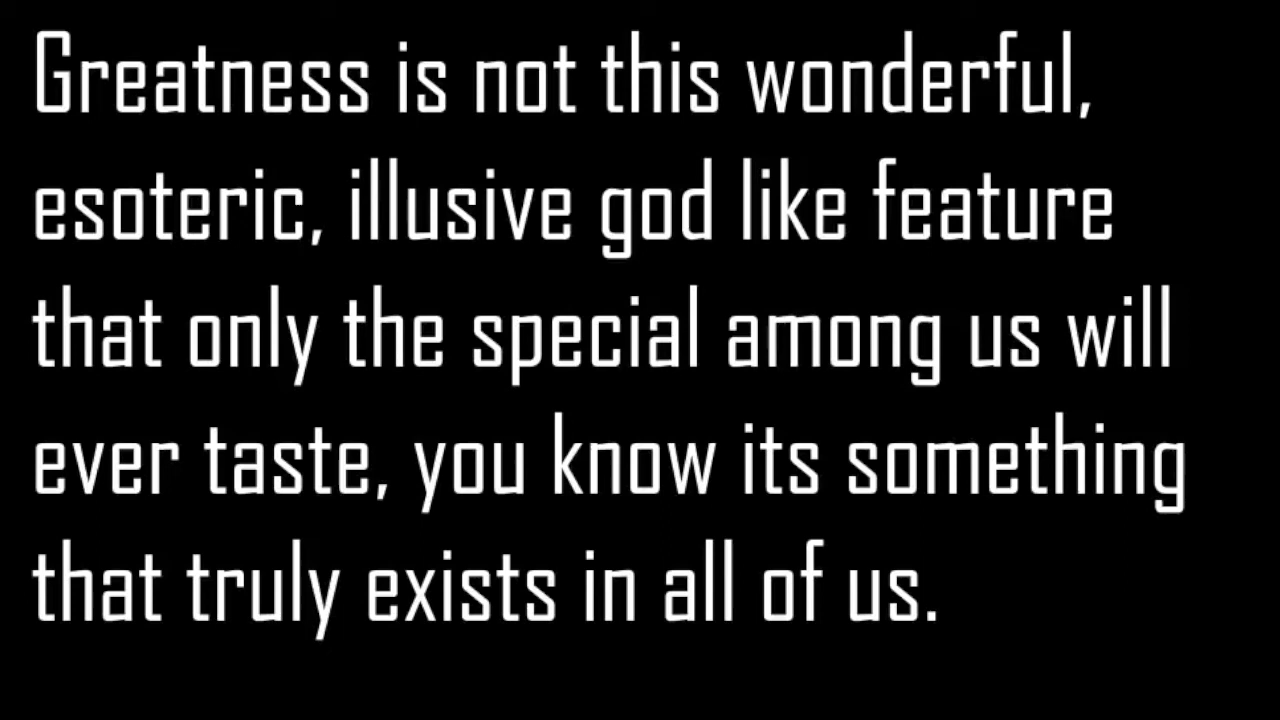 Greatness is not this wonderful,
esoteric, illusive god like feature
that only the special among us will
ever taste, you know its something
that truly exists in all of us.